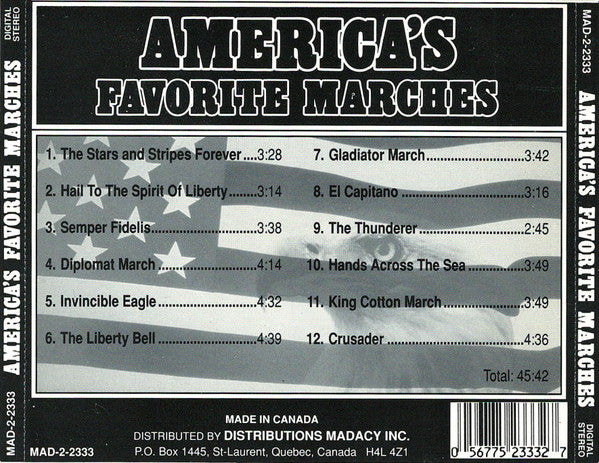 AMERICA'S
FAVORITE MARCHES
1. The Stars and Stripes Forever....3:28
2. Hail To The Spirit Of Liberty.......3:14
3. Semper Fidelis..........................3:38
4. Diplomat March........................4:14
5. Invincible Eagle........................4:32
6. The Liberty Bell........................4:39
7. Gladiator March........................3:42
8. El Capitano..............................3:16
9. The Thunderer..........................2:45
10. Hands Across The Sea............3:49
11. King Cotton March..................3:49
12. Crusader................................4:36
Total: 45:42
MADE IN CANADA
DISTRIBUTED BY DISTRIBUTIONS MADACY INC.
P.O. Box 1445, St-Laurent, Quebec, Canada H4L 4Z1
MAD-2-2333
0 56775 23332 7
MAD-2-2333
AMERICA'S FAVORITE MARCHES
DIGITAL
STEREO
MAD-2-2333
AMERICA'S FAVORITE MARCHES
DIGITAL
STEREO